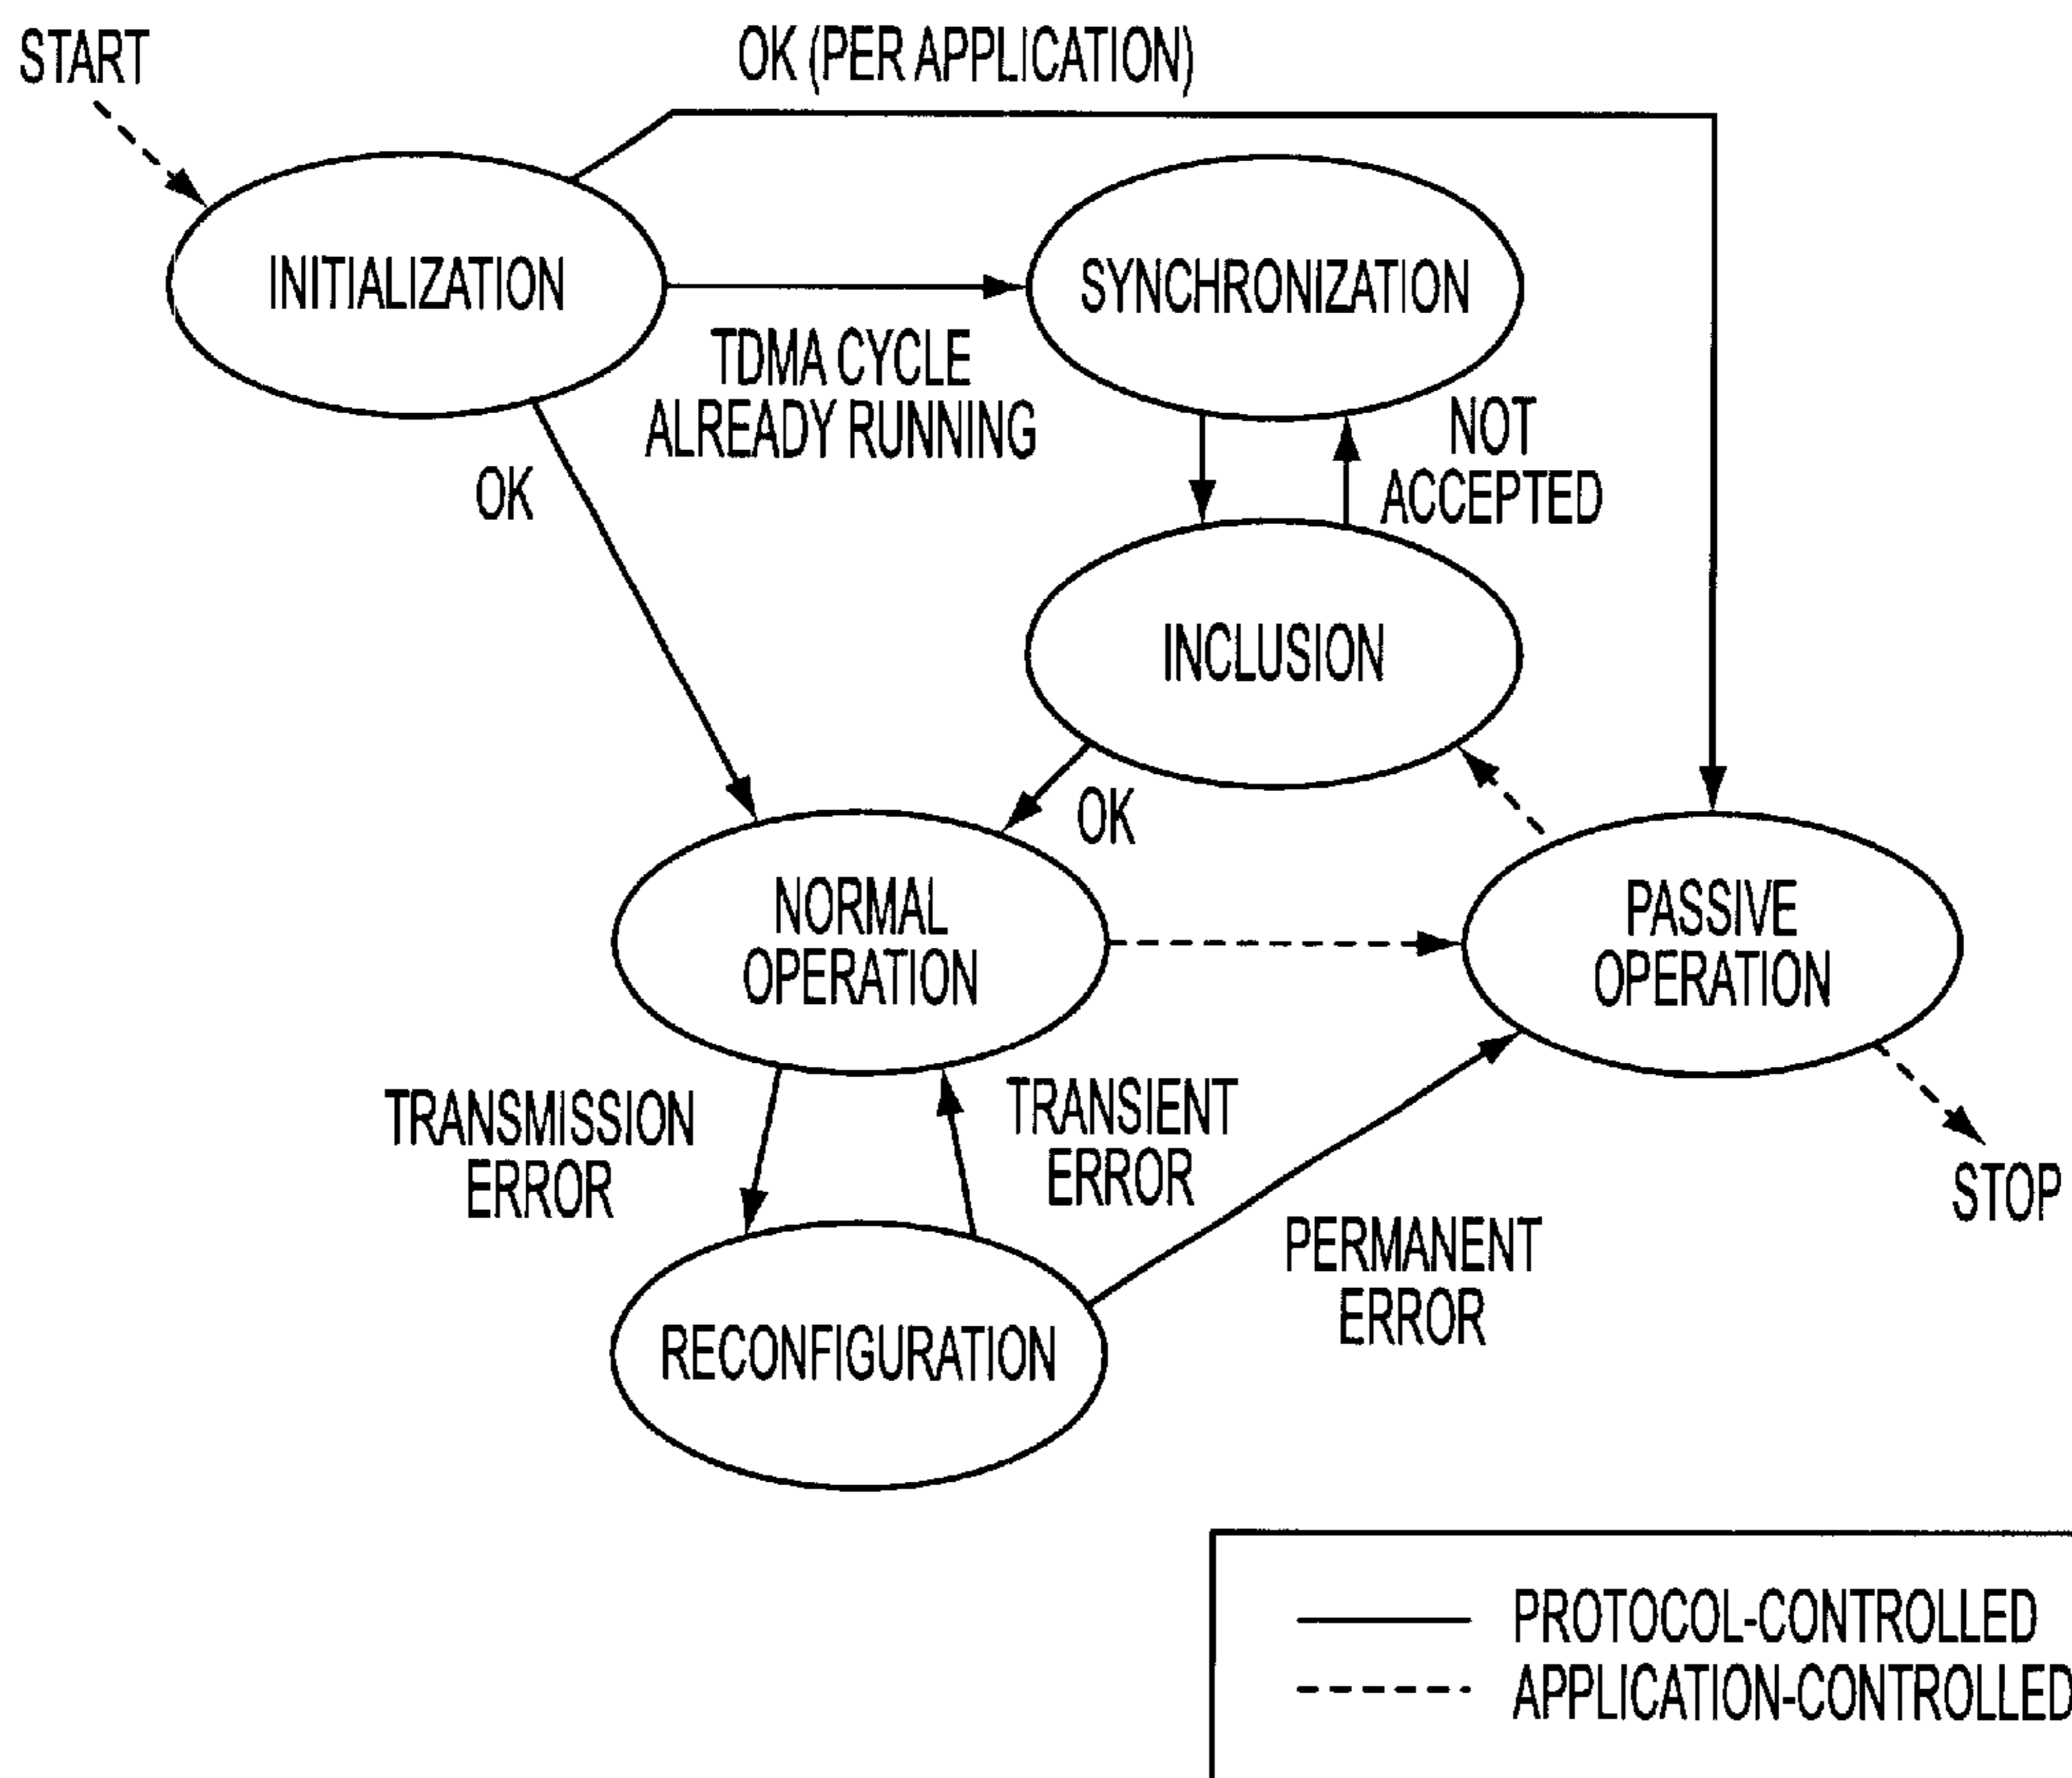 START
OK (PER APPLICATION)
INITIALIZATION
SYNCHRONIZATION
TDMA CYCLE
ALREADY RUNNING
NOT
ACCEPTED
OK
INCLUSION
OK
NORMAL
OPERATION
PASSIVE
OPERATION
TRANSMISSION
ERROR
TRANSIENT
ERROR
STOP
PERMANENT
ERROR
RECONFIGURATION
PROTOCOL-CONTROLLED
APPLICATION-CONTROLLED